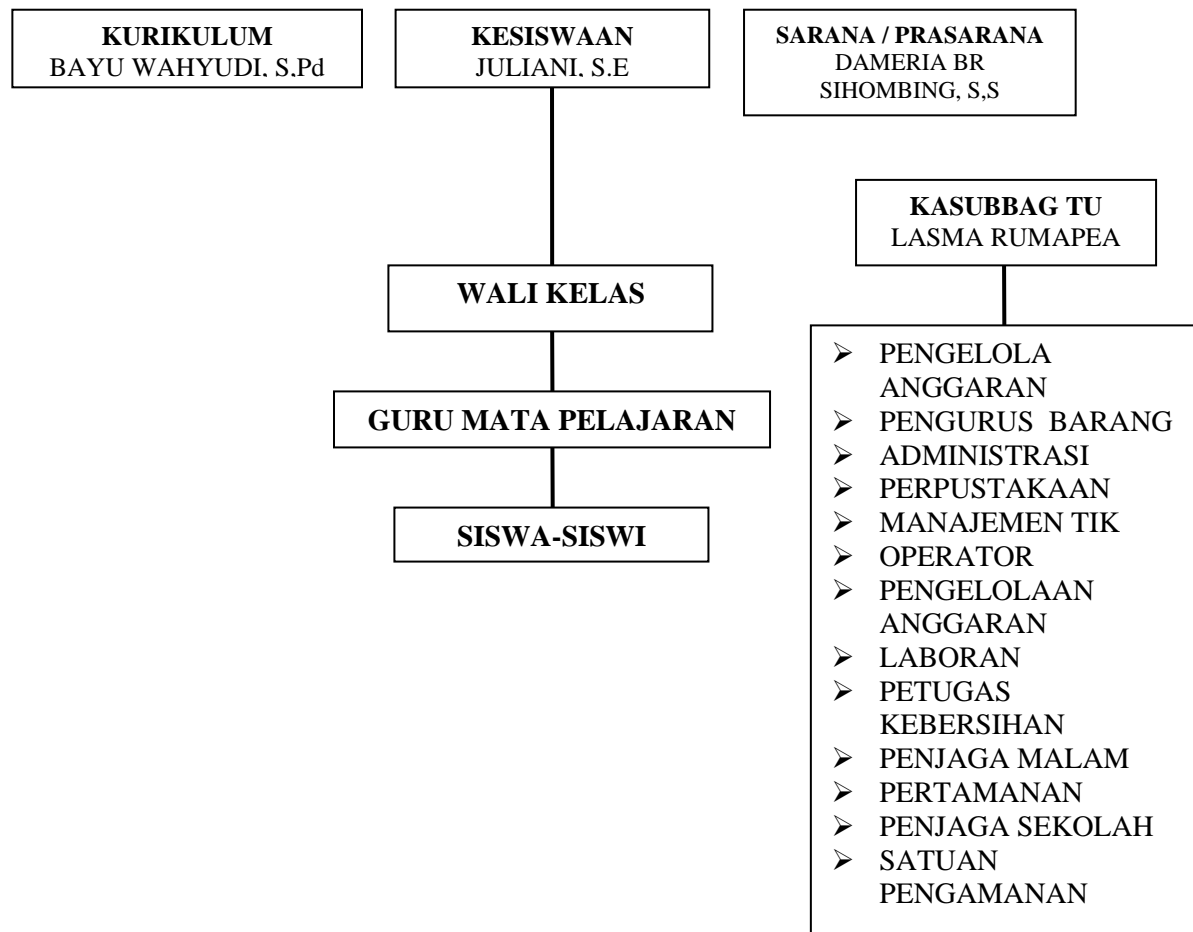 KURIKULUM
BAYU WAHYUDI, S,Pd
KESISWAAN
JULIANI, S.E
SARANA / PRASARANA
DAMERIA BR
SIHOMBING, S,S
KASUBBAG TU
LASMA RUMAPEA
WALI KELAS
GURU MATA PELAJARAN
SISWA-SISWI
➢ PENGELOLA
ANGGARAN
➢ PENGURUS BARANG
➢ ADMINISTRASI
➢ PERPUSTAKAAN
➢ MANAJEMEN TIK
➢ OPERATOR
➢ PENGELOLAAN
ANGGARAN
➢ LABORAN
➢ PETUGAS
KEBERSIHAN
➢ PENJAGA MALAM
➢ PERTAMANAN
➢ PENJAGA SEKOLAH
➢ SATUAN
PENGAMANAN